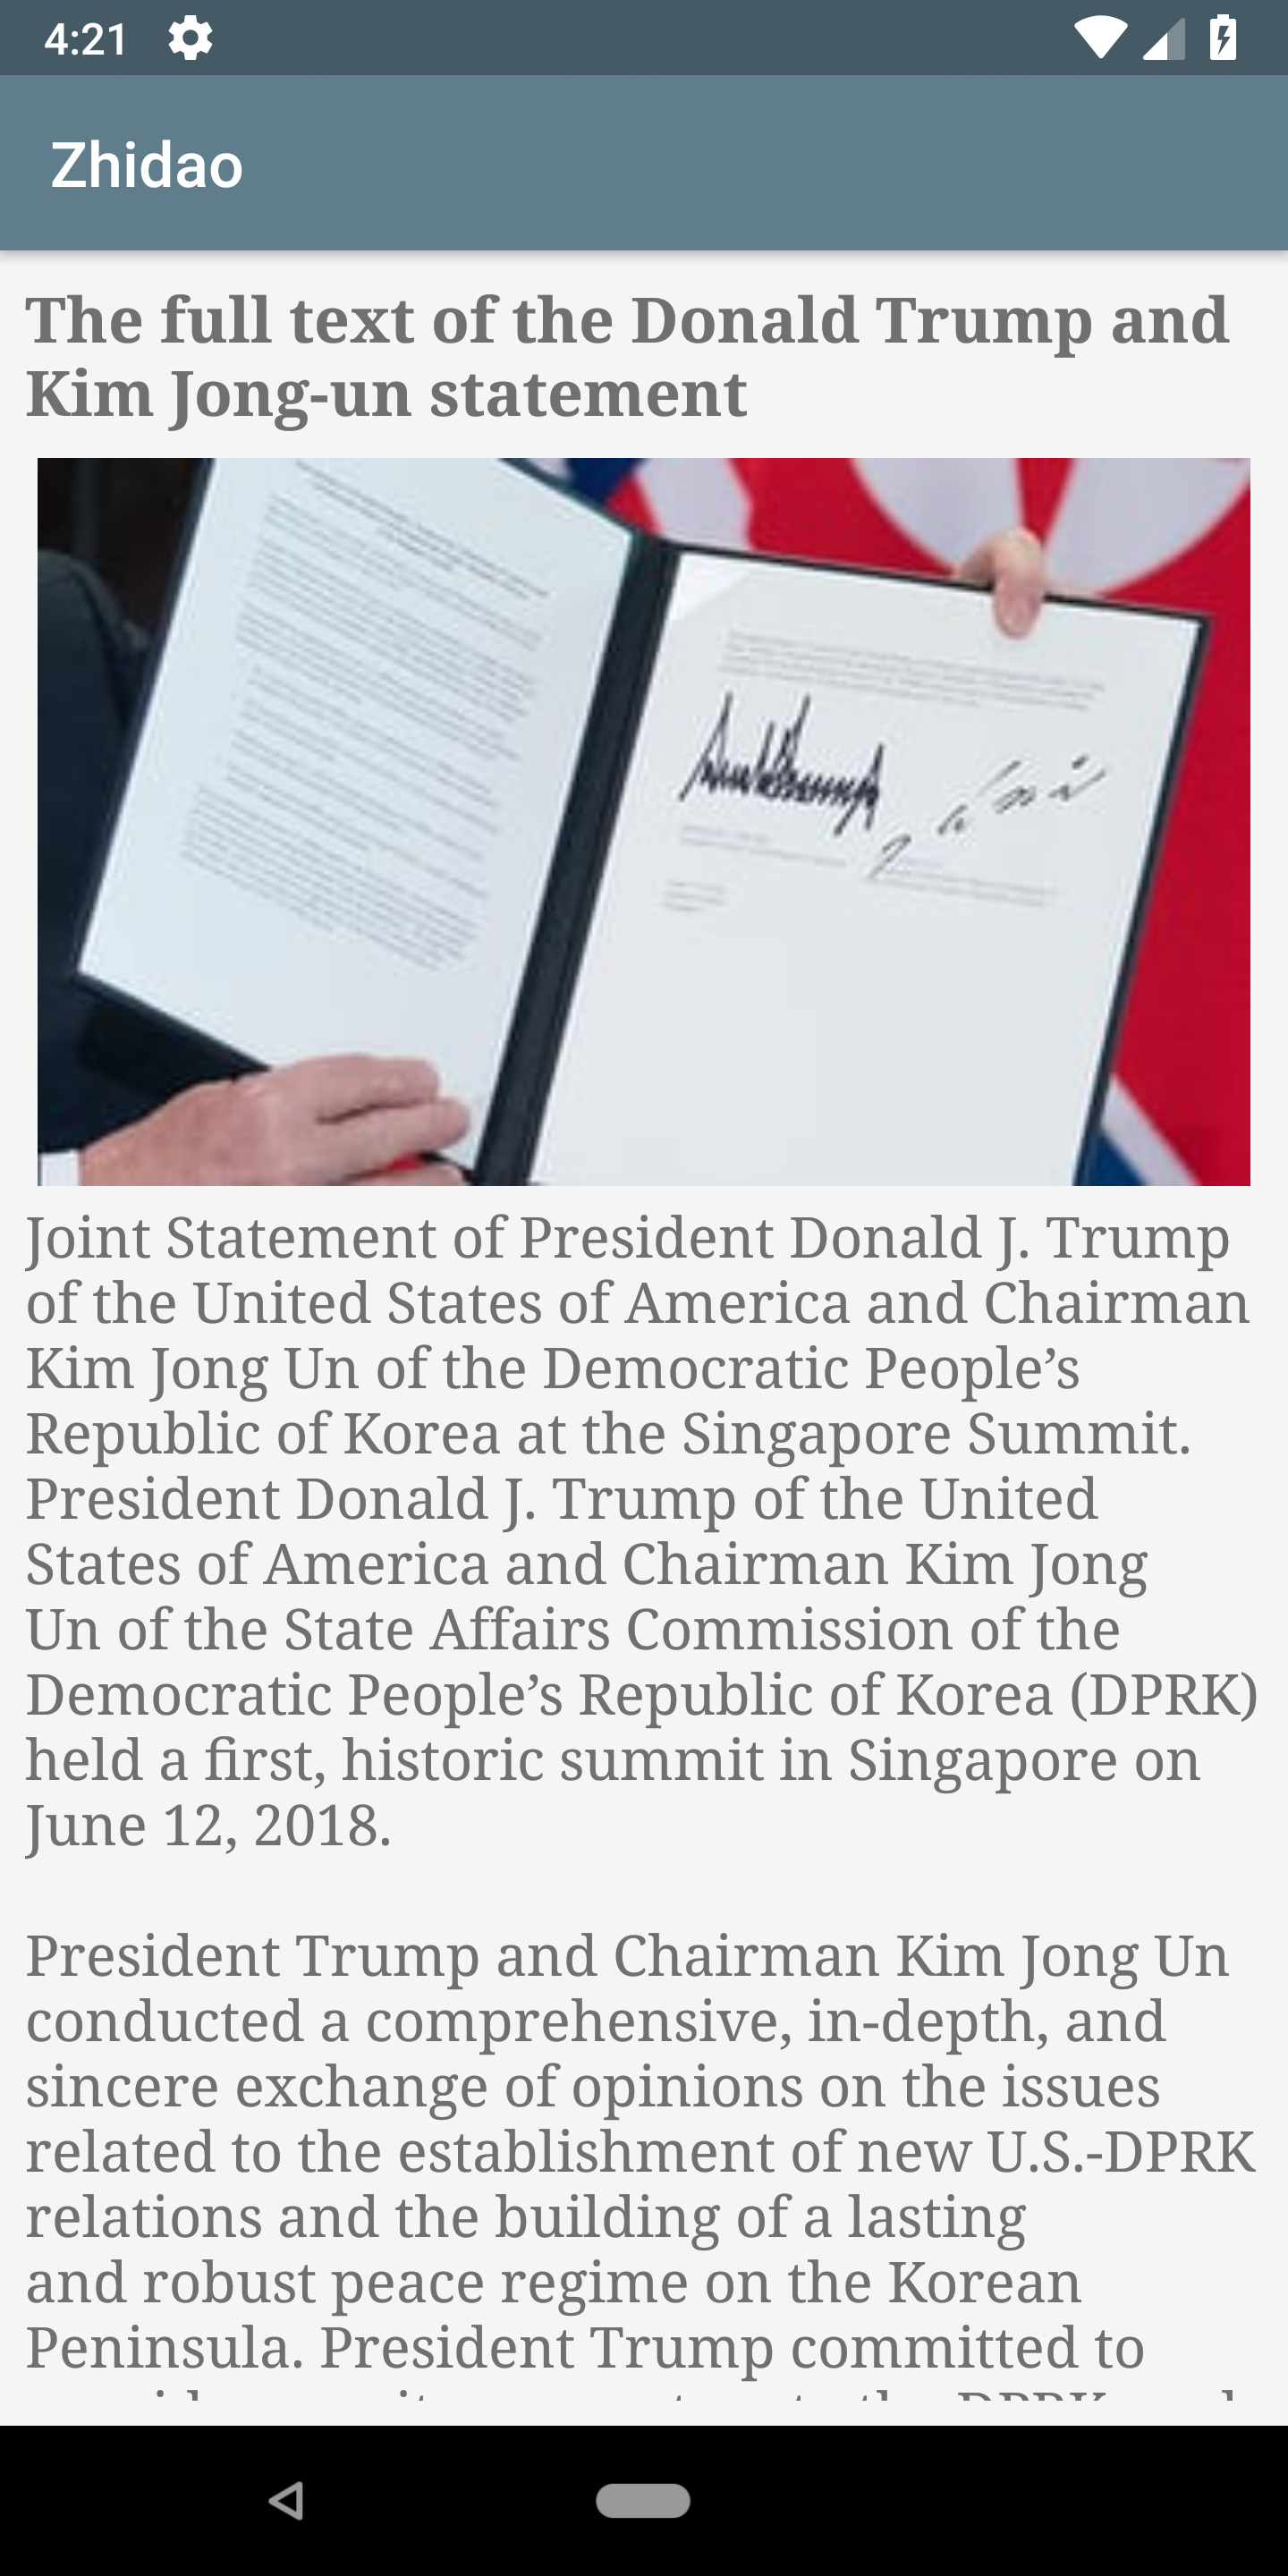 4:21
Zhidao
The full text of the Donald Trump and
Kim Jong-un statement
Joint Statement of President Donald J. Trump
of the United States of America and Chairman
Kim Jong Un of the Democratic People’s
Republic of Korea at the Singapore Summit.
President Donald J. Trump of the United
States of America and Chairman Kim Jong
Un of the State Affairs Commission of the
Democratic People’s Republic of Korea (DPRK)
held a first, historic summit in Singapore on
June 12, 2018.
President Trump and Chairman Kim Jong Un
conducted a comprehensive, in-depth, and
sincere exchange of opinions on the issues
related to the establishment of new U.S.-DPRK
relations and the building of a lasting
and robust peace regime on the Korean
Peninsula. President Trump committed to